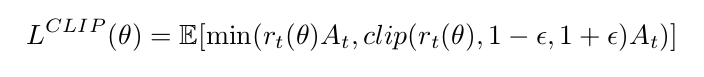 L^{CLIP}(θ) = 𝔼[min(r_t(θ)A_t, clip(r_t(θ), 1 − ϵ, 1 + ϵ)A_t)]